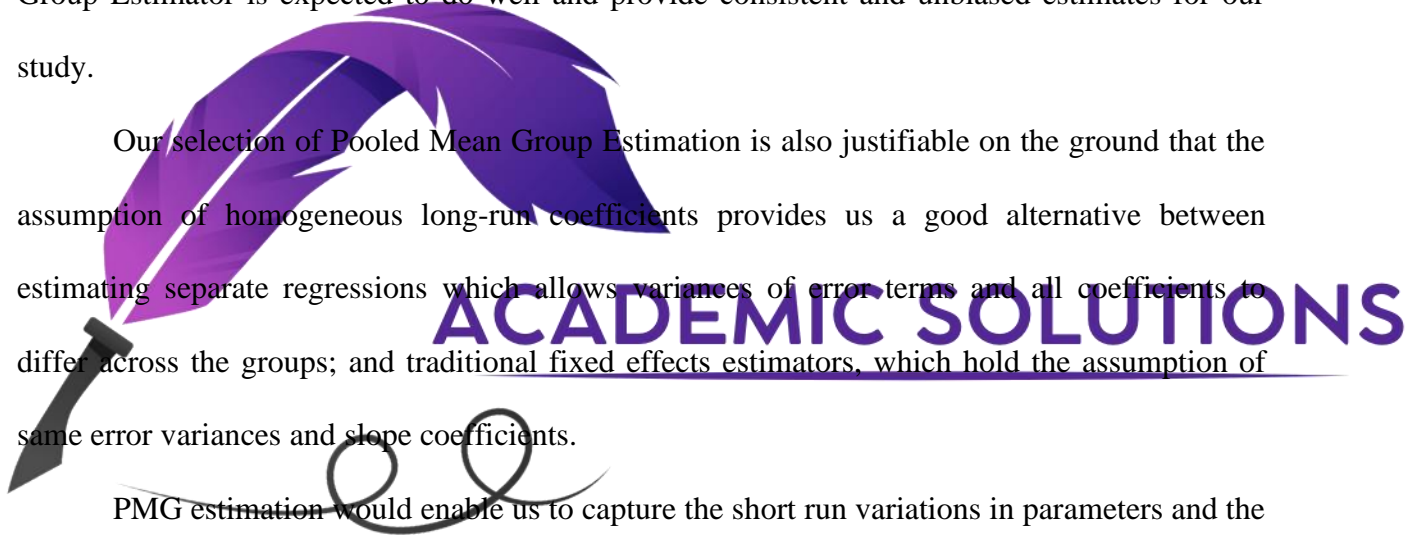 Group Estimator is expected to do well and provide consistent and unbiased estimates for our
study.
Our selection of Pooled Mean Group Estimation is also justifiable on the ground that the
assumption of homogeneous long-run coefficients provides us a good alternative between
estimating separate regressions which allows variances of error terms and all coefficients to
ACADEMIC SOLUTIONS
differ across the groups; and traditional fixed effects estimators, which hold the assumption of
same error variances and slope coefficients.
PMG estimation would enable us to capture the short run variations in parameters and the